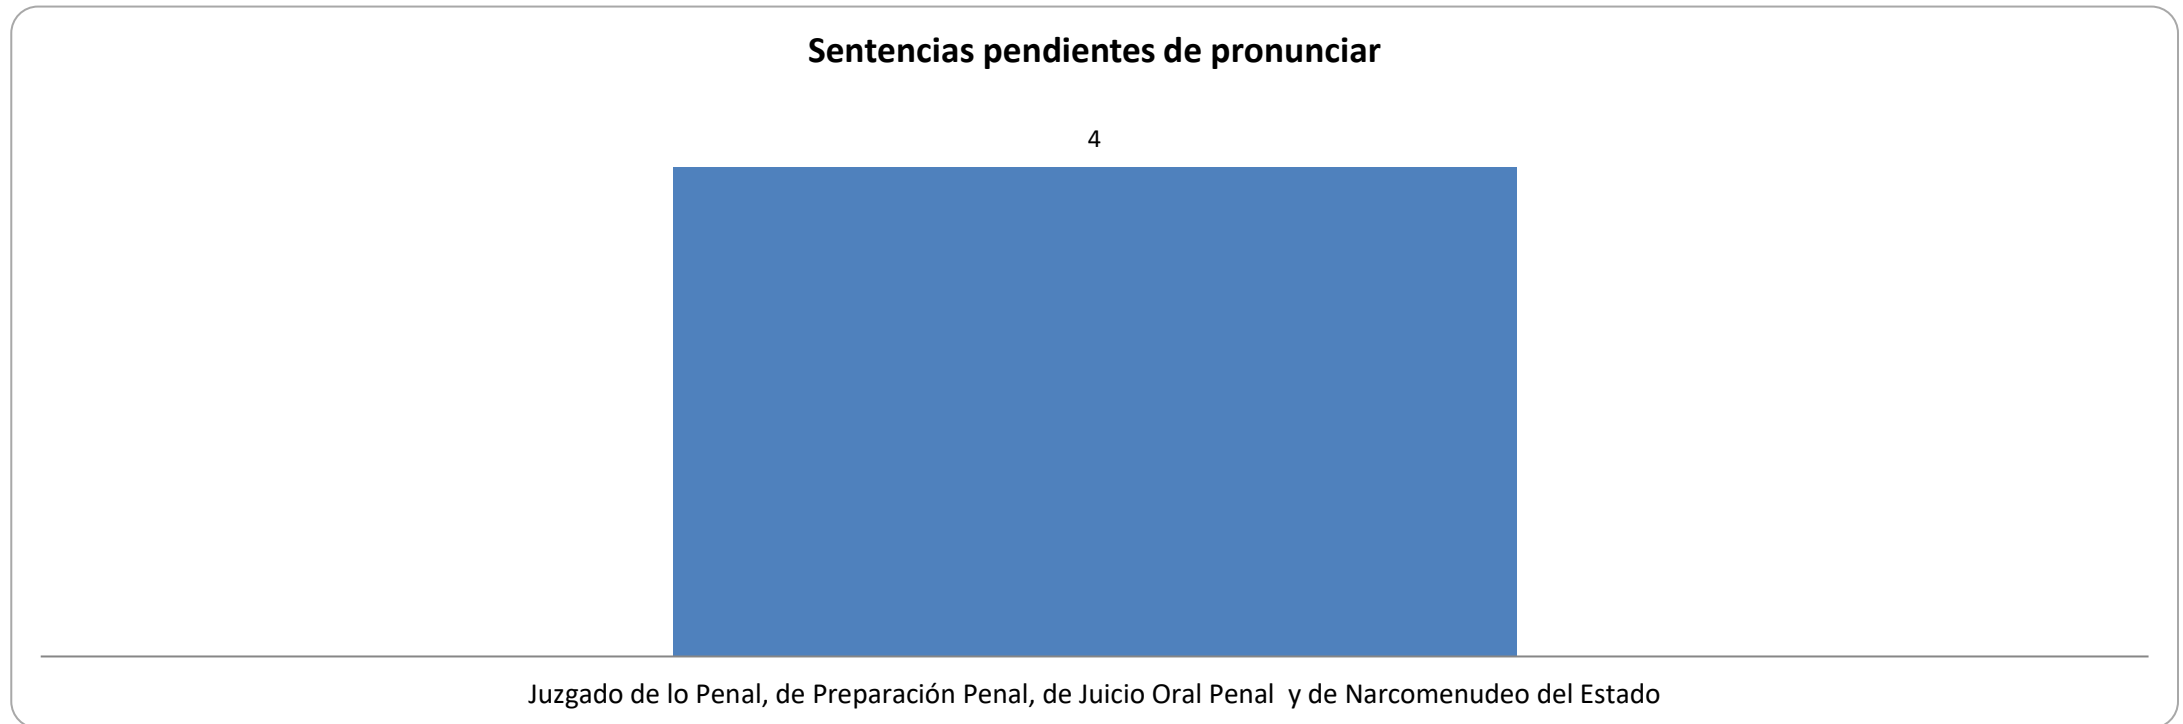 Sentencias pendientes de pronunciar
4
Juzgado de lo Penal, de Preparación Penal, de Juicio Oral Penal  y de Narcomenudeo del Estado